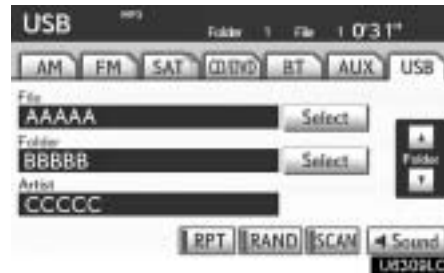 USB MP3 Folder 1 File 1 0'31"
AM FM SAT CD/DVD BT AUX USB
File
AAAAA Select
Folder
BBBBB Select
Folder
Artist
CCCCC
RPT RAND SCAN Sound
U6309LC